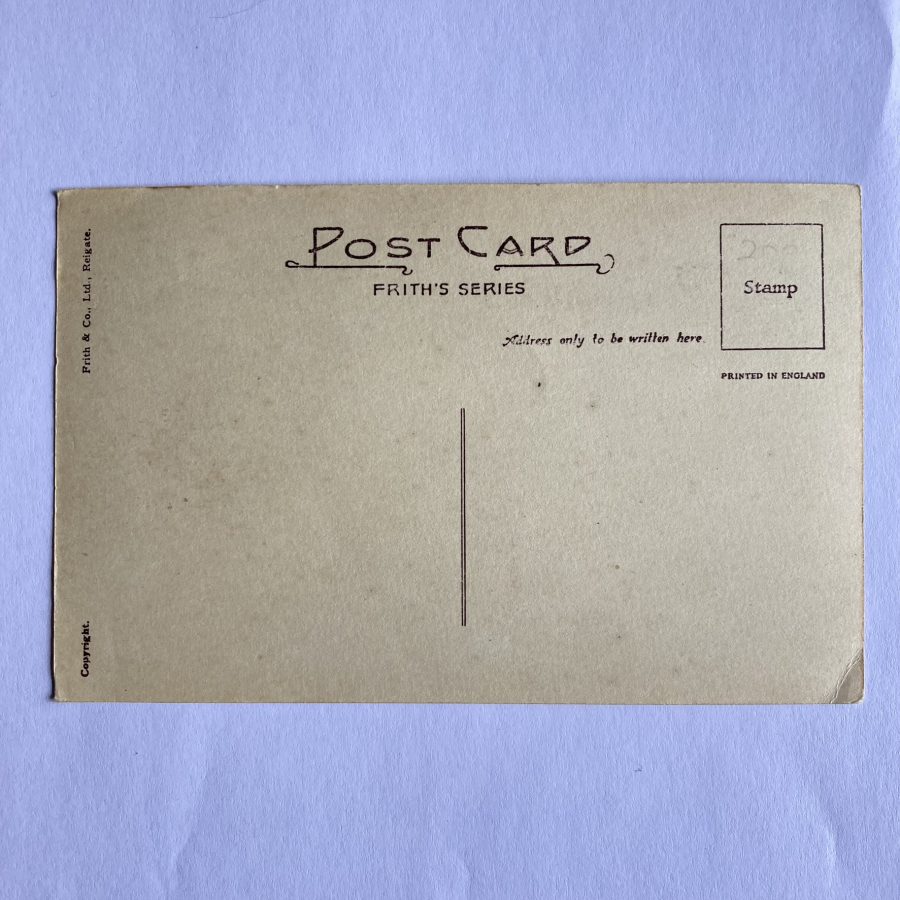 POST CARD
FRITH'S SERIES
Address only to be written here.
Stamp
PRINTED IN ENGLAND
Frith & Co., Ltd., Reigate.
Copyright.